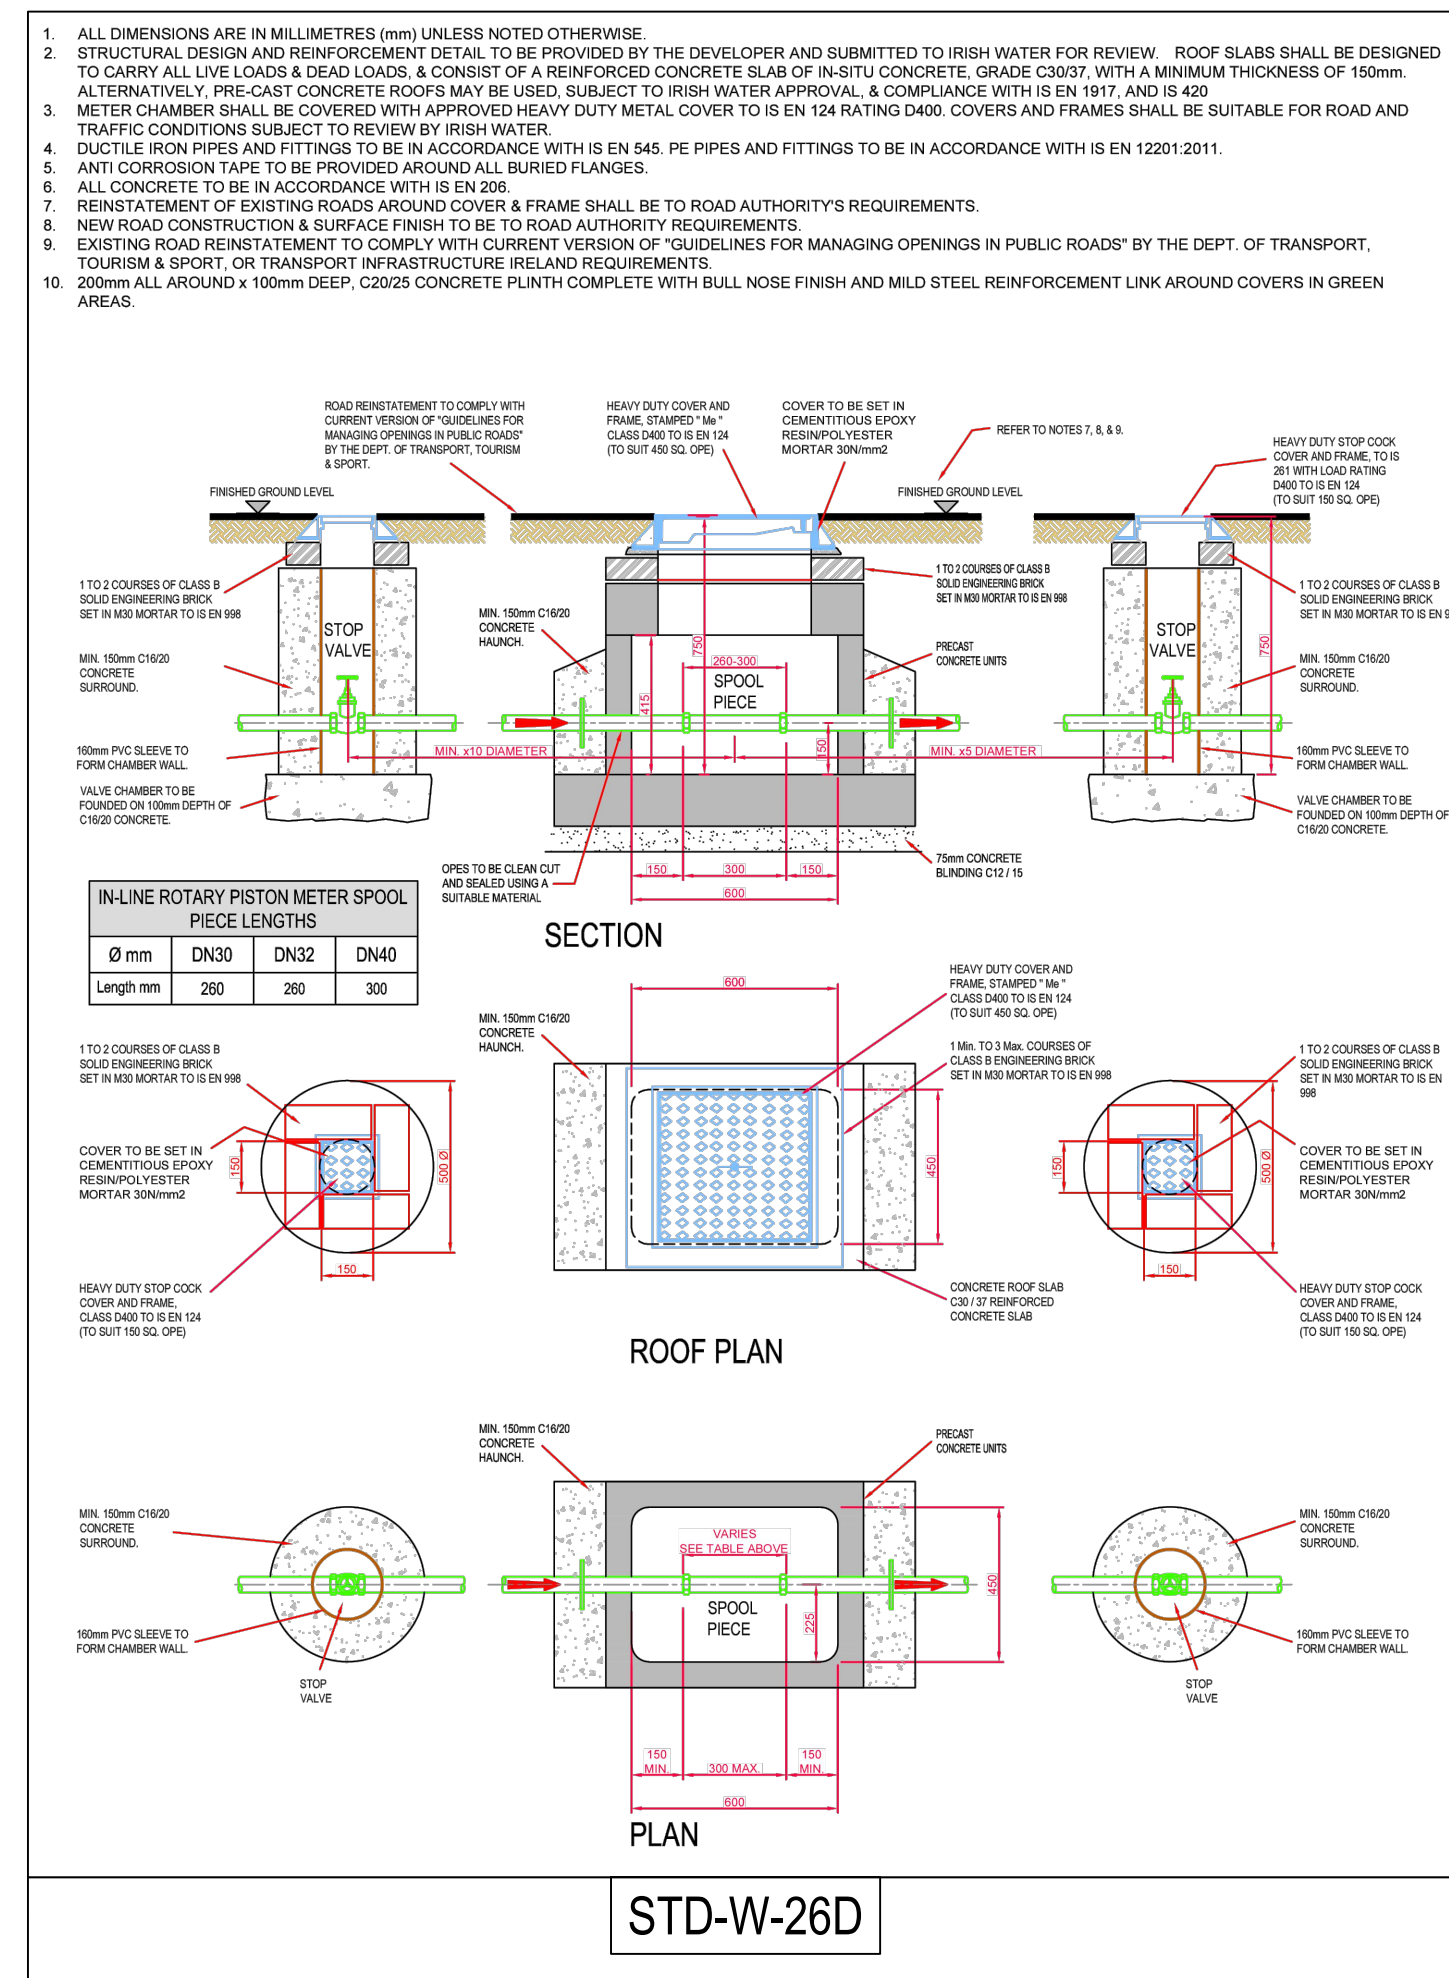 1. ALL DIMENSIONS ARE IN MILLIMETRES (mm) UNLESS NOTED OTHERWISE.
2. STRUCTURAL DESIGN AND REINFORCEMENT DETAIL TO BE PROVIDED BY THE DEVELOPER AND SUBMITTED TO IRISH WATER FOR REVIEW. ROOF SLABS SHALL BE DESIGNED
TO CARRY ALL LIVE LOADS & DEAD LOADS, & CONSIST OF A REINFORCED CONCRETE SLAB OF IN-SITU CONCRETE, GRADE C30/37, WITH A MINIMUM THICKNESS OF 150mm.
ALTERNATIVELY, PRE-CAST CONCRETE ROOFS MAY BE USED, SUBJECT TO IRISH WATER APPROVAL, & COMPLIANCE WITH IS EN 1917, AND IS 420
3. METER CHAMBER SHALL BE COVERED WITH APPROVED HEAVY DUTY METAL COVER TO IS EN 124 RATING D400. COVERS AND FRAMES SHALL BE SUITABLE FOR ROAD AND
TRAFFIC CONDITIONS SUBJECT TO REVIEW BY IRISH WATER.
4. DUCTILE IRON PIPES AND FITTINGS TO BE IN ACCORDANCE WITH IS EN 545. PE PIPES AND FITTINGS TO BE IN ACCORDANCE WITH IS EN 12201:2011.
5. ANTI CORROSION TAPE TO BE PROVIDED AROUND ALL BURIED FLANGES.
6. ALL CONCRETE TO BE IN ACCORDANCE WITH IS EN 206.
7. REINSTATEMENT OF EXISTING ROADS AROUND COVER & FRAME SHALL BE TO ROAD AUTHORITY'S REQUIREMENTS.
8. NEW ROAD CONSTRUCTION & SURFACE FINISH TO BE TO ROAD AUTHORITY REQUIREMENTS.
9. EXISTING ROAD REINSTATEMENT TO COMPLY WITH CURRENT VERSION OF "GUIDELINES FOR MANAGING OPENINGS IN PUBLIC ROADS" BY THE DEPT. OF TRANSPORT,
TOURISM & SPORT, OR TRANSPORT INFRASTRUCTURE IRELAND REQUIREMENTS.
10. 200mm ALL AROUND x 100mm DEEP, C20/25 CONCRETE PLINTH COMPLETE WITH BULL NOSE FINISH AND MILD STEEL REINFORCEMENT LINK AROUND COVERS IN GREEN
AREAS.
ROAD REINSTATEMENT TO COMPLY WITH
CURRENT VERSION OF "GUIDELINES FOR
MANAGING OPENINGS IN PUBLIC ROADS"
BY THE DEPT. OF TRANSPORT, TOURISM
& SPORT.
HEAVY DUTY COVER AND
FRAME, STAMPED " Me "
CLASS D400 TO IS EN 124
(TO SUIT 450 SQ. OPE)
COVER TO BE SET IN
CEMENTITIOUS EPOXY
RESIN/POLYESTER
MORTAR 30N/mm2
REFER TO NOTES 7, 8, & 9.
HEAVY DUTY STOP COCK
COVER AND FRAME, TO IS
261 WITH LOAD RATING
D400 TO IS EN 124
(TO SUIT 150 SQ. OPE)
FINISHED GROUND LEVEL
FINISHED GROUND LEVEL
1 TO 2 COURSES OF CLASS B
SOLID ENGINEERING BRICK
SET IN M30 MORTAR TO IS EN 998
MIN. 150mm C16/20
CONCRETE
SURROUND.
160mm PVC SLEEVE TO
FORM CHAMBER WALL.
VALVE CHAMBER TO BE
FOUNDED ON 100mm DEPTH OF
C16/20 CONCRETE.
STOP
VALVE
MIN. 150mm C16/20
CONCRETE
HAUNCH.
1 TO 2 COURSES OF CLASS B
SOLID ENGINEERING BRICK
SET IN M30 MORTAR TO IS EN 998
PRECAST
CONCRETE UNITS
750
415
260-300
SPOOL
PIECE
150
MIN. x10 DIAMETER
MIN. x5 DIAMETER
STOP
VALVE
750
1 TO 2 COURSES OF CLASS B
SOLID ENGINEERING BRICK
SET IN M30 MORTAR TO IS EN 9
MIN. 150mm C16/20
CONCRETE
SURROUND.
160mm PVC SLEEVE TO
FORM CHAMBER WALL.
VALVE CHAMBER TO BE
FOUNDED ON 100mm DEPTH OF
C16/20 CONCRETE.
OPES TO BE CLEAN CUT
AND SEALED USING A
SUITABLE MATERIAL
150 300 150
600
75mm CONCRETE
BLINDING C12 / 15
SECTION
IN-LINE ROTARY PISTON METER SPOOL
PIECE LENGTHS
Ø mm DN30 DN32 DN40
Length mm 260 260 300
1 TO 2 COURSES OF CLASS B
SOLID ENGINEERING BRICK
SET IN M30 MORTAR TO IS EN 998
COVER TO BE SET IN
CEMENTITIOUS EPOXY
RESIN/POLYESTER
MORTAR 30N/mm2
HEAVY DUTY STOP COCK
COVER AND FRAME,
CLASS D400 TO IS EN 124
(TO SUIT 150 SQ. OPE)
150
500 Ø
150
MIN. 150mm C16/20
CONCRETE
HAUNCH.
600
450
HEAVY DUTY COVER AND
FRAME, STAMPED " Me "
CLASS D400 TO IS EN 124
(TO SUIT 450 SQ. OPE)
1 Min. TO 3 Max. COURSES OF
CLASS B ENGINEERING BRICK
SET IN M30 MORTAR TO IS EN 998
CONCRETE ROOF SLAB
C30 / 37 REINFORCED
CONCRETE SLAB
150
500 Ø
150
1 TO 2 COURSES OF CLASS B
SOLID ENGINEERING BRICK
SET IN M30 MORTAR TO IS EN
998
COVER TO BE SET IN
CEMENTITIOUS EPOXY
RESIN/POLYESTER
MORTAR 30N/mm2
HEAVY DUTY STOP COCK
COVER AND FRAME,
CLASS D400 TO IS EN 124
(TO SUIT 150 SQ. OPE)
ROOF PLAN
MIN. 150mm C16/20
CONCRETE
SURROUND.
160mm PVC SLEEVE TO
FORM CHAMBER WALL.
STOP
VALVE
MIN. 150mm C16/20
CONCRETE
HAUNCH.
PRECAST
CONCRETE UNITS
VARIES
SEE TABLE ABOVE
SPOOL
PIECE
225
450
150
MIN.
300 MAX.
150
MIN.
600
MIN. 150mm C16/20
CONCRETE
SURROUND.
160mm PVC SLEEVE TO
FORM CHAMBER WALL.
STOP
VALVE
PLAN
STD-W-26D